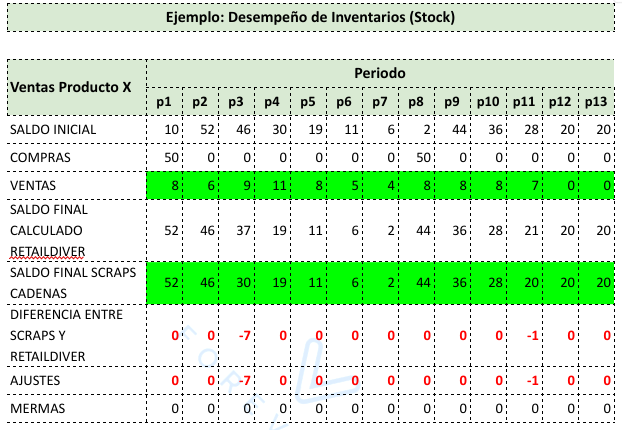 Ejemplo: Desempeño de Inventarios (Stock)
Ventas Producto X
Periodo
p1 p2 p3 p4 p5 p6 p7 p8 p9 p10 p11 p12 p13
SALDO INICIAL 10 52 46 30 19 11 6 2 44 36 28 20 20
COMPRAS 50 0 0 0 0 0 0 50 0 0 0 0 0
VENTAS 8 6 9 11 8 5 4 8 8 8 7 0 0
SALDO FINAL
CALCULADO 52 46 37 19 11 6 2 44 36 28 21 20 20
RETAILDIVER
SALDO FINAL SCRAPS
CADENAS 52 46 30 19 11 6 2 44 36 28 20 20 20
DIFERENCIA ENTRE
SCRAPS Y 0 0 -7 0 0 0 0 0 0 0 -1 0 0
RETAILDIVER
AJUSTES 0 0 -7 0 0 0 0 0 0 0 -1 0 0
MERMAS 0 0 0 0 0 0 0 0 0 0 0 0 0